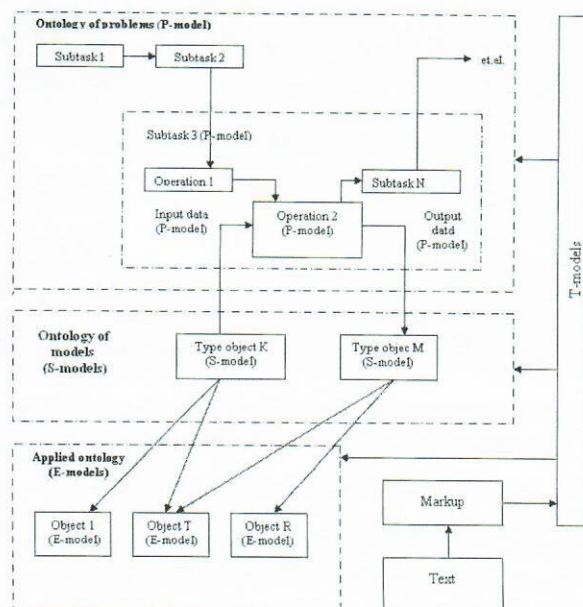 Ontology of problems (P-model)
Subtask 1
Subtask 2
et.al.
Subtask 3 (P-model)
Operation 1
Subtask N
Input data
(P-model)
Operation 2
(P-model)
Output
datd
(P-model)
T-models
Ontology of
models
(S-models)
Type object K
(S-model)
Type objec M
(S-model)
Applied ontology
(E-models)
Object 1
(E-model)
Object T
(E-model)
Object R
(E-model)
Markup
Text